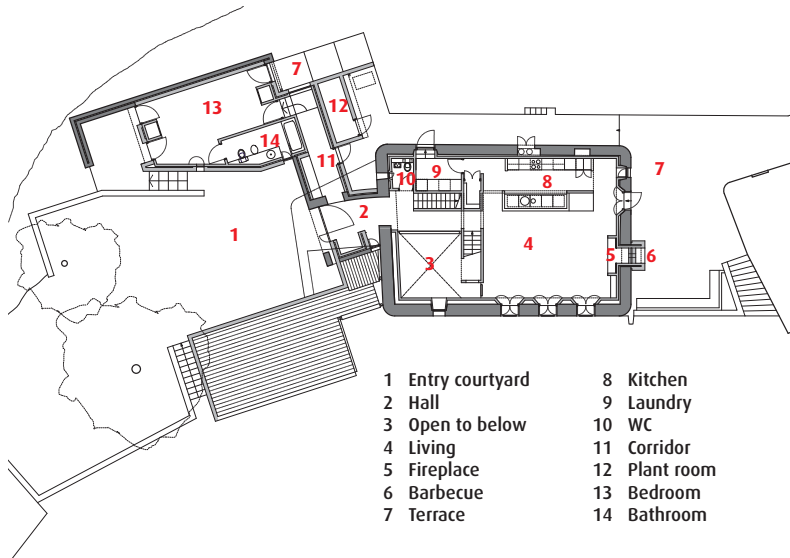 7
13
12
14
11
10
9
8
7
2
1
3
4
5
6
1 Entry courtyard
2 Hall
3 Open to below
4 Living
5 Fireplace
6 Barbecue
7 Terrace
8 Kitchen
9 Laundry
10 WC
11 Corridor
12 Plant room
13 Bedroom
14 Bathroom